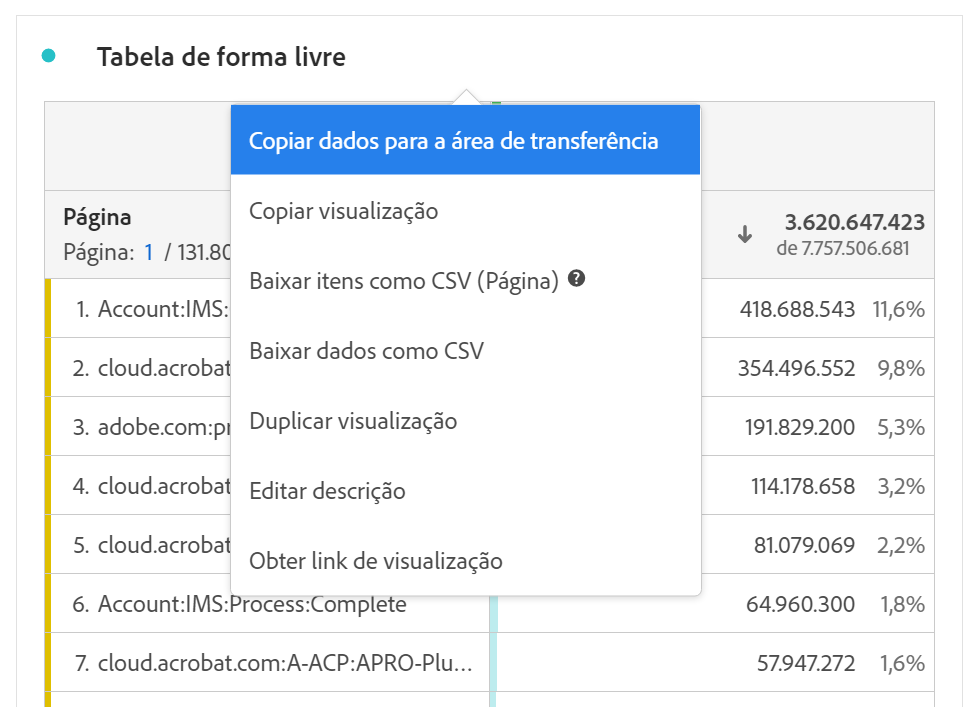 Tabela de forma livre
Copiar dados para a área de transferência
Copiar visualização
Baixar itens como CSV (Página) ?
Baixar dados como CSV
Duplicar visualização
Editar descrição
Obter link de visualização
Página
3.620.647.423
Página: 1 / 131.80
de 7.757.506.681
1. Account:IMS: 418.688.543 11,6%
2. cloud.acrobat 354.496.552 9,8%
3. adobe.com:pr 191.829.200 5,3%
4. cloud.acrobat 114.178.658 3,2%
5. cloud.acrobat 81.079.069 2,2%
6. Account:IMS:Process:Complete 64.960.300 1,8%
7. cloud.acrobat.com:A-ACP:APRO-Plu... 57.947.272 1,6%